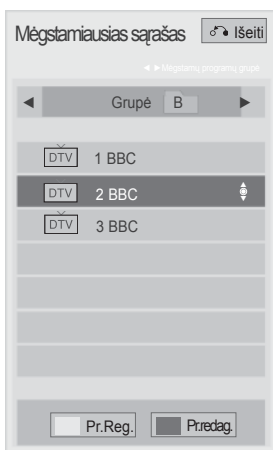 Mėgstamiausias sąrašas Išeiti
◄ ►Mėgstamų programų grupė
◄ Grupė B ►
DTV 1 BBC
DTV 2 BBC
DTV 3 BBC
Pr.Reg. Pr.redag.